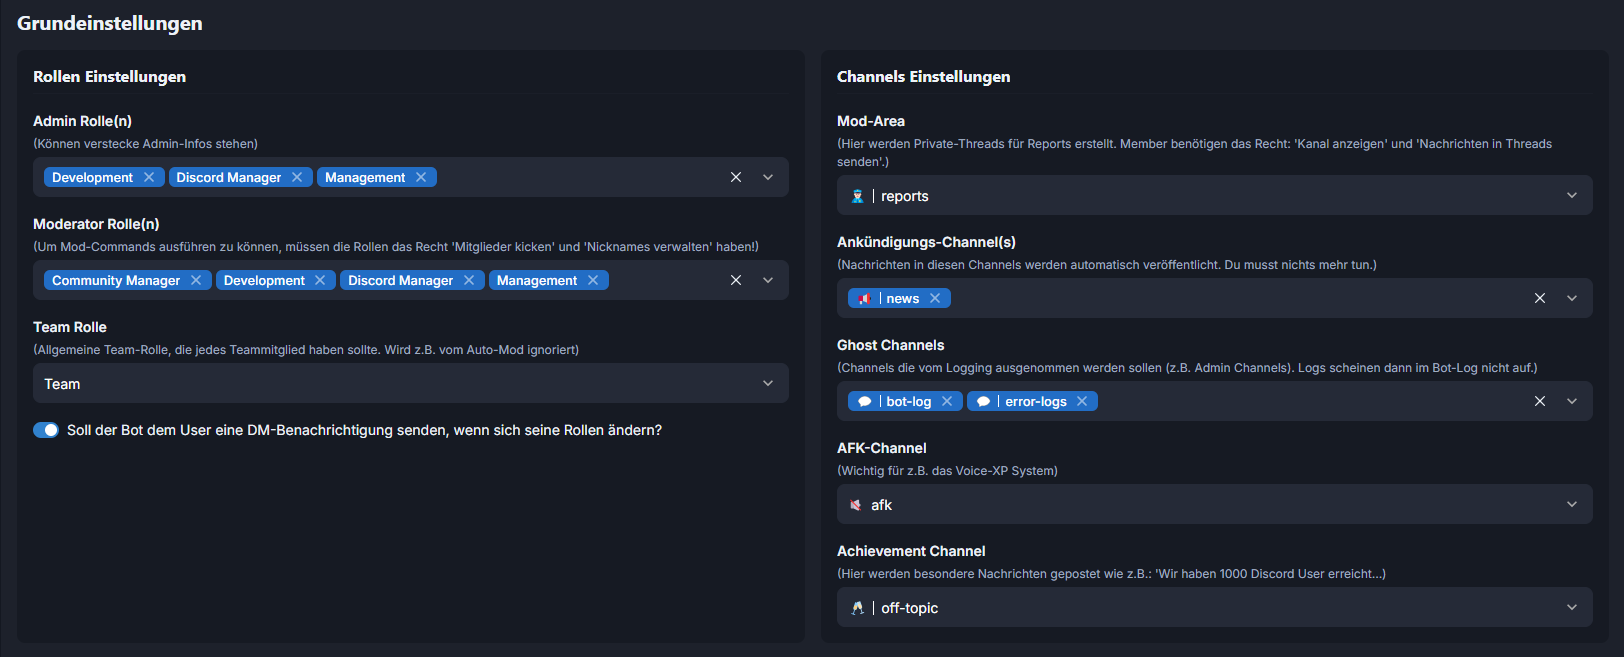 Grundeinstellungen
Rollen Einstellungen
Admin Rolle(n)
(Können verstecke Admin-Infos stehen)
Development
Discord Manager
Management
Moderator Rolle(n)
(Um Mod-Commands ausführen zu können, müssen die Rollen das Recht 'Mitglieder kicken' und 'Nicknames verwalten' haben!)
Community Manager
Development
Discord Manager
Management
Team Rolle
(Allgemeine Team-Rolle, die jedes Teammitglied haben sollte. Wird z.B. vom Auto-Mod ignoriert)
Team
Soll der Bot dem User eine DM-Benachrichtigung senden, wenn sich seine Rollen ändern?
Channels Einstellungen
Mod-Area
(Hier werden Private-Threads für Reports erstellt. Member benötigen das Recht: 'Kanal anzeigen' und 'Nachrichten in Threads
senden'.)
| reports
Ankündigungs-Channel(s)
(Nachrichten in diesen Channels werden automatisch veröffentlicht. Du musst nichts mehr tun.)
| news
Ghost Channels
(Channels die vom Logging ausgenommen werden sollen (z.B. Admin Channels). Logs scheinen dann im Bot-Log nicht auf.)
| bot-log
| error-logs
AFK-Channel
(Wichtig für z.B. das Voice-XP System)
afk
Achievement Channel
(Hier werden besondere Nachrichten gepostet wie z.B.: 'Wir haben 1000 Discord User erreicht...)
| off-topic